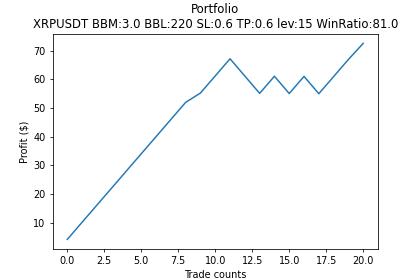 Portfolio
XRPUSDT BBM:3.0 BBL:220 SL:0.6 TP:0.6 lev:15 WinRatio:81.0
70
60
50
40
30
20
10
Profit ($)
0.0 2.5 5.0 7.5 10.0 12.5 15.0 17.5 20.0
Trade counts